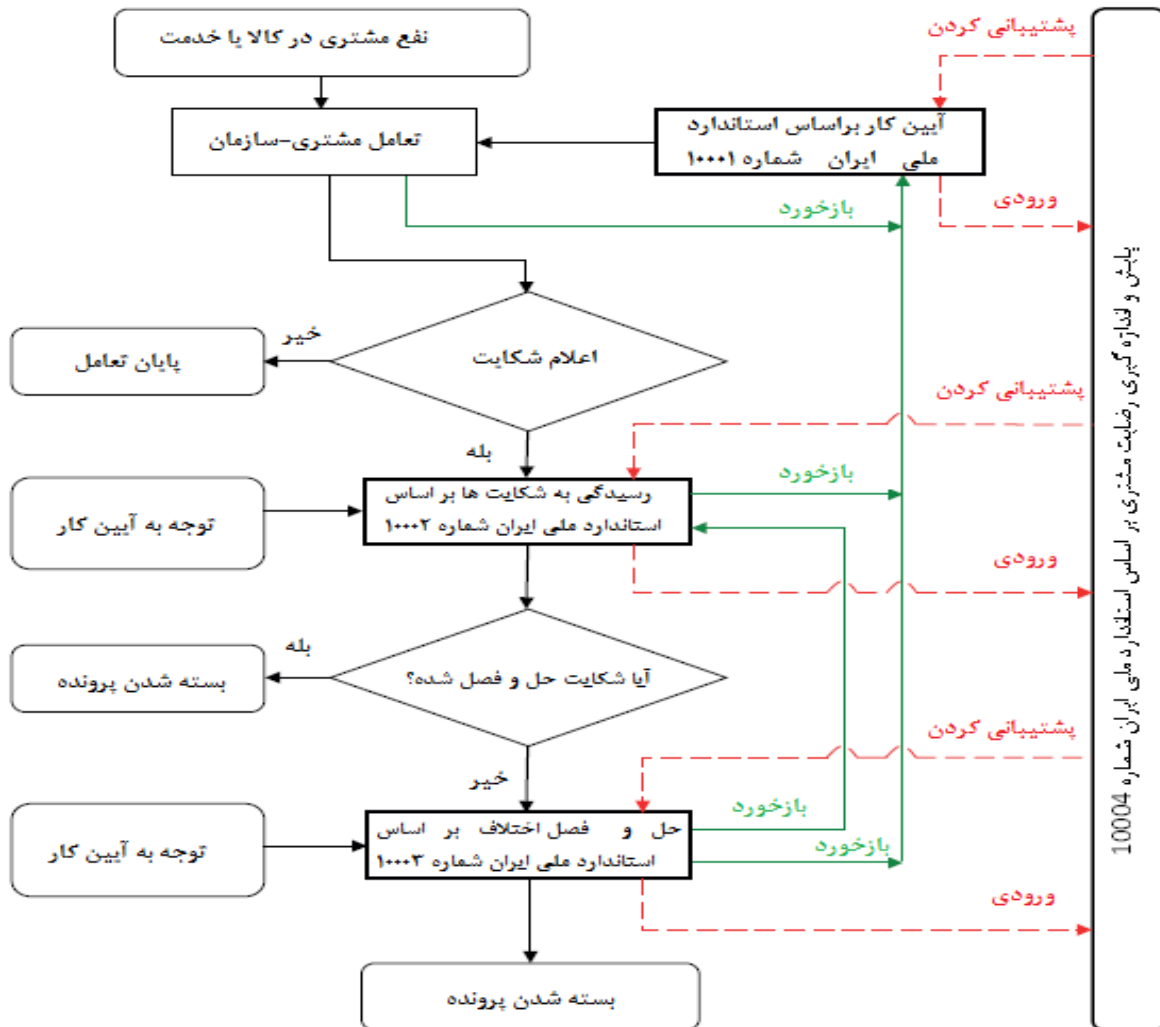 نفع مشتری در کالا یا خدمت
پشتیبانی کردن
آیین کار براساس استاندارد
ملی ایران شماره ۱۰۰۰۱
تعامل مشتری-سازمان
بازخورد
ورودی
اعلام شکایت
خیر
پایان تعامل
پشتیبانی کردن
بله
رسیدگی به شکایت ها بر اساس
استاندارد ملی ایران شماره ۱۰۰۰۲
بازخورد
توجه به آیین کار
ورودی
آیا شکایت حل و فصل شده؟
بله
بسته شدن پرونده
پشتیبانی کردن
خیر
حل و فصل اختلاف بر اساس
استاندارد ملی ایران شماره ۱۰۰۰۳
بازخورد
بازخورد
توجه به آیین کار
ورودی
بسته شدن پرونده
پایش و اندازه گیری رضایت مشتری بر اساس استاندارد ملی ایران شماره 10004